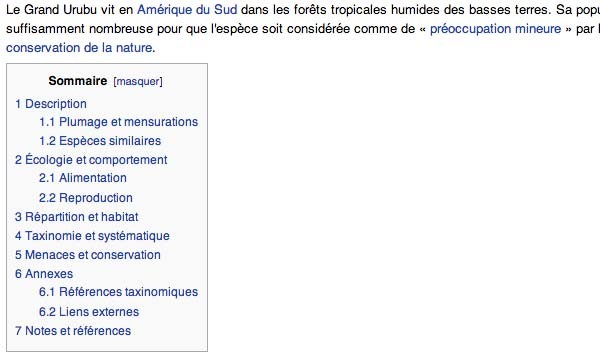 Le Grand Urubu vit en Amérique du Sud dans les forêts tropicales humides des basses terres. Sa
suffisamment nombreuse pour que l'espèce soit considérée comme de « préoccupation mineure » par
conservation de la nature.
Sommaire [masquer]
1 Description
1.1 Plumage et mensurations
1.2 Espèces similaires
2 Écologie et comportement
2.1 Alimentation
2.2 Reproduction
3 Répartition et habitat
4 Taxinomie et systématique
5 Menaces et conservation
6 Annexes
6.1 Références taxinomiques
6.2 Liens externes
7 Notes et références